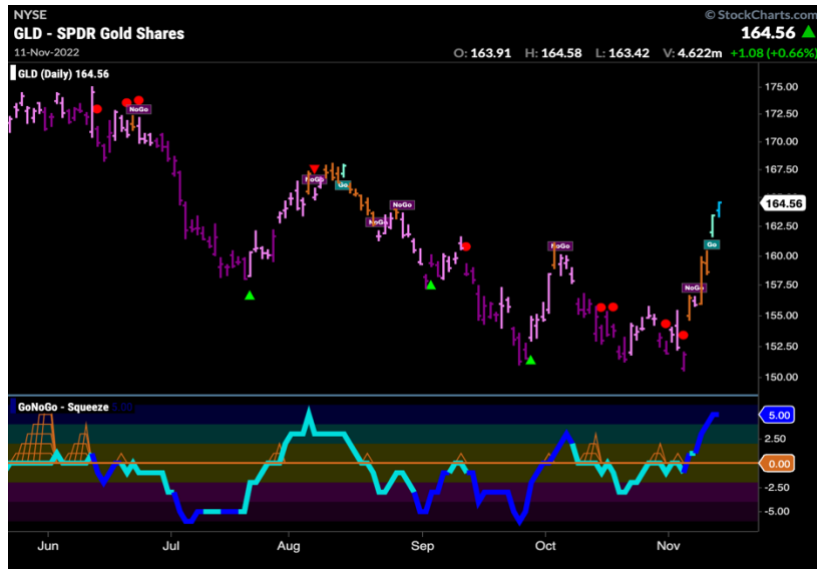 NYSE
© StockCharts.com
GLD - SPDR Gold Shares
164.56
11-Nov-2022
O: 163.91 H: 164.58 L: 163.42 V: 4.622m +1.08 (+0.66%)
GLD (Daily) 164.56
175.00
172.50
NoGo
170.00
167.50
NoGo
Go
164.56
NoGo
NoGo
162.50
NoGo
Go
160.00
157.50
NoGo
155.00
152.50
150.00
GoNoGo - Squeeze
5.00
2.50
0.00
-2.50
-5.00
Jun Jul Aug Sep Oct Nov